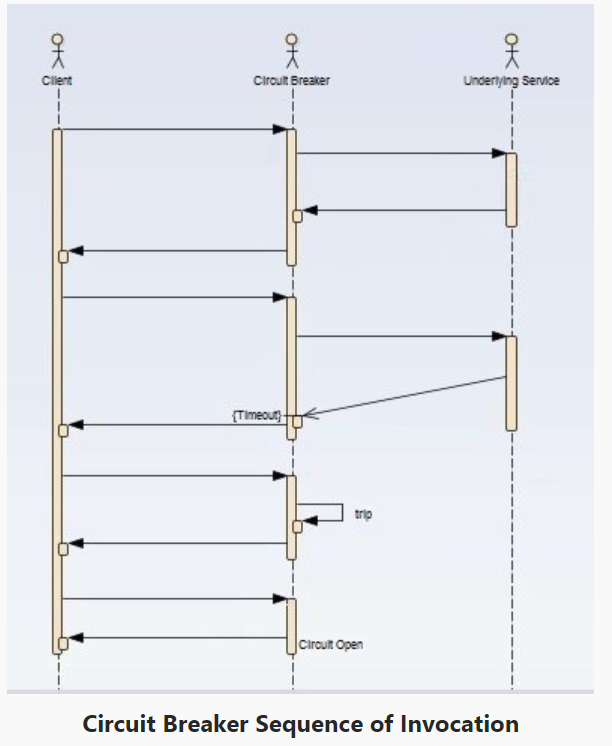 Client
Circuit Breaker
Underlying Service
{Timeout}
trip
Circuit Open
Circuit Breaker Sequence of Invocation